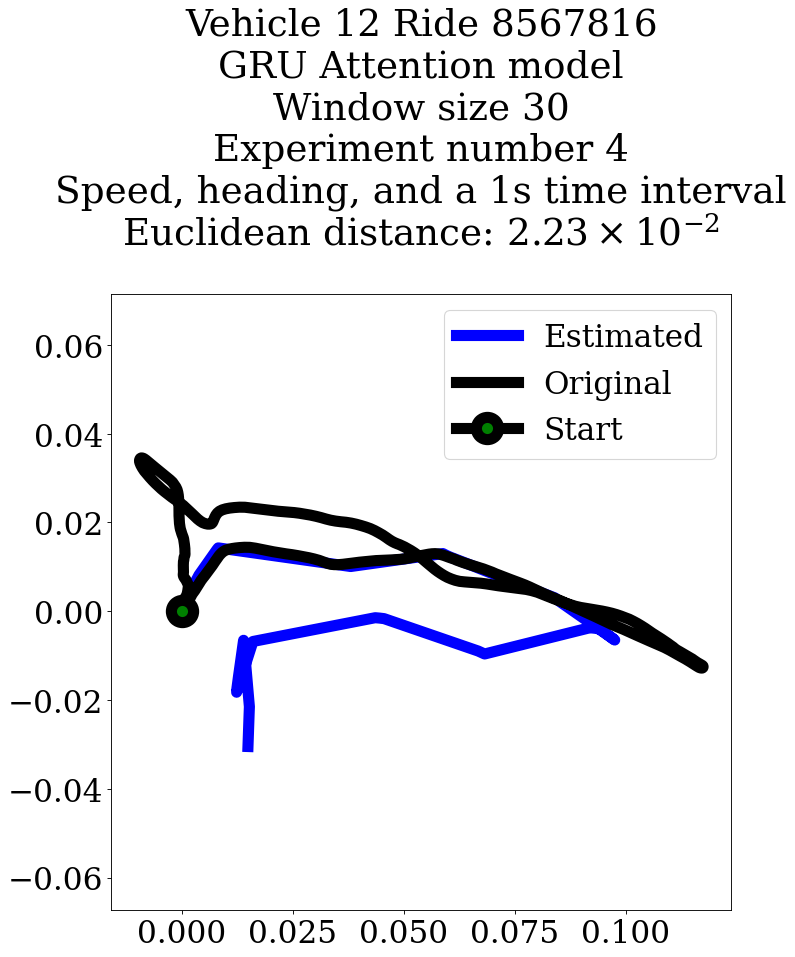 Vehicle 12 Ride 8567816
GRU Attention model
Window size 30
Experiment number 4
Speed, heading, and a 1s time interval
Euclidean distance: 2.23 × 10⁻²
Estimated
Original
Start
0.06
0.04
0.02
0.00
−0.02
−0.04
−0.06
0.000 0.025 0.050 0.075 0.100